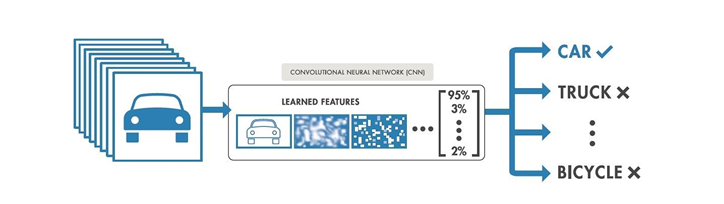 CONVOLUTIONAL NEURAL NETWORK (CNN)
LEARNED FEATURES
95%
3%
2%
CAR
TRUCK
BICYCLE